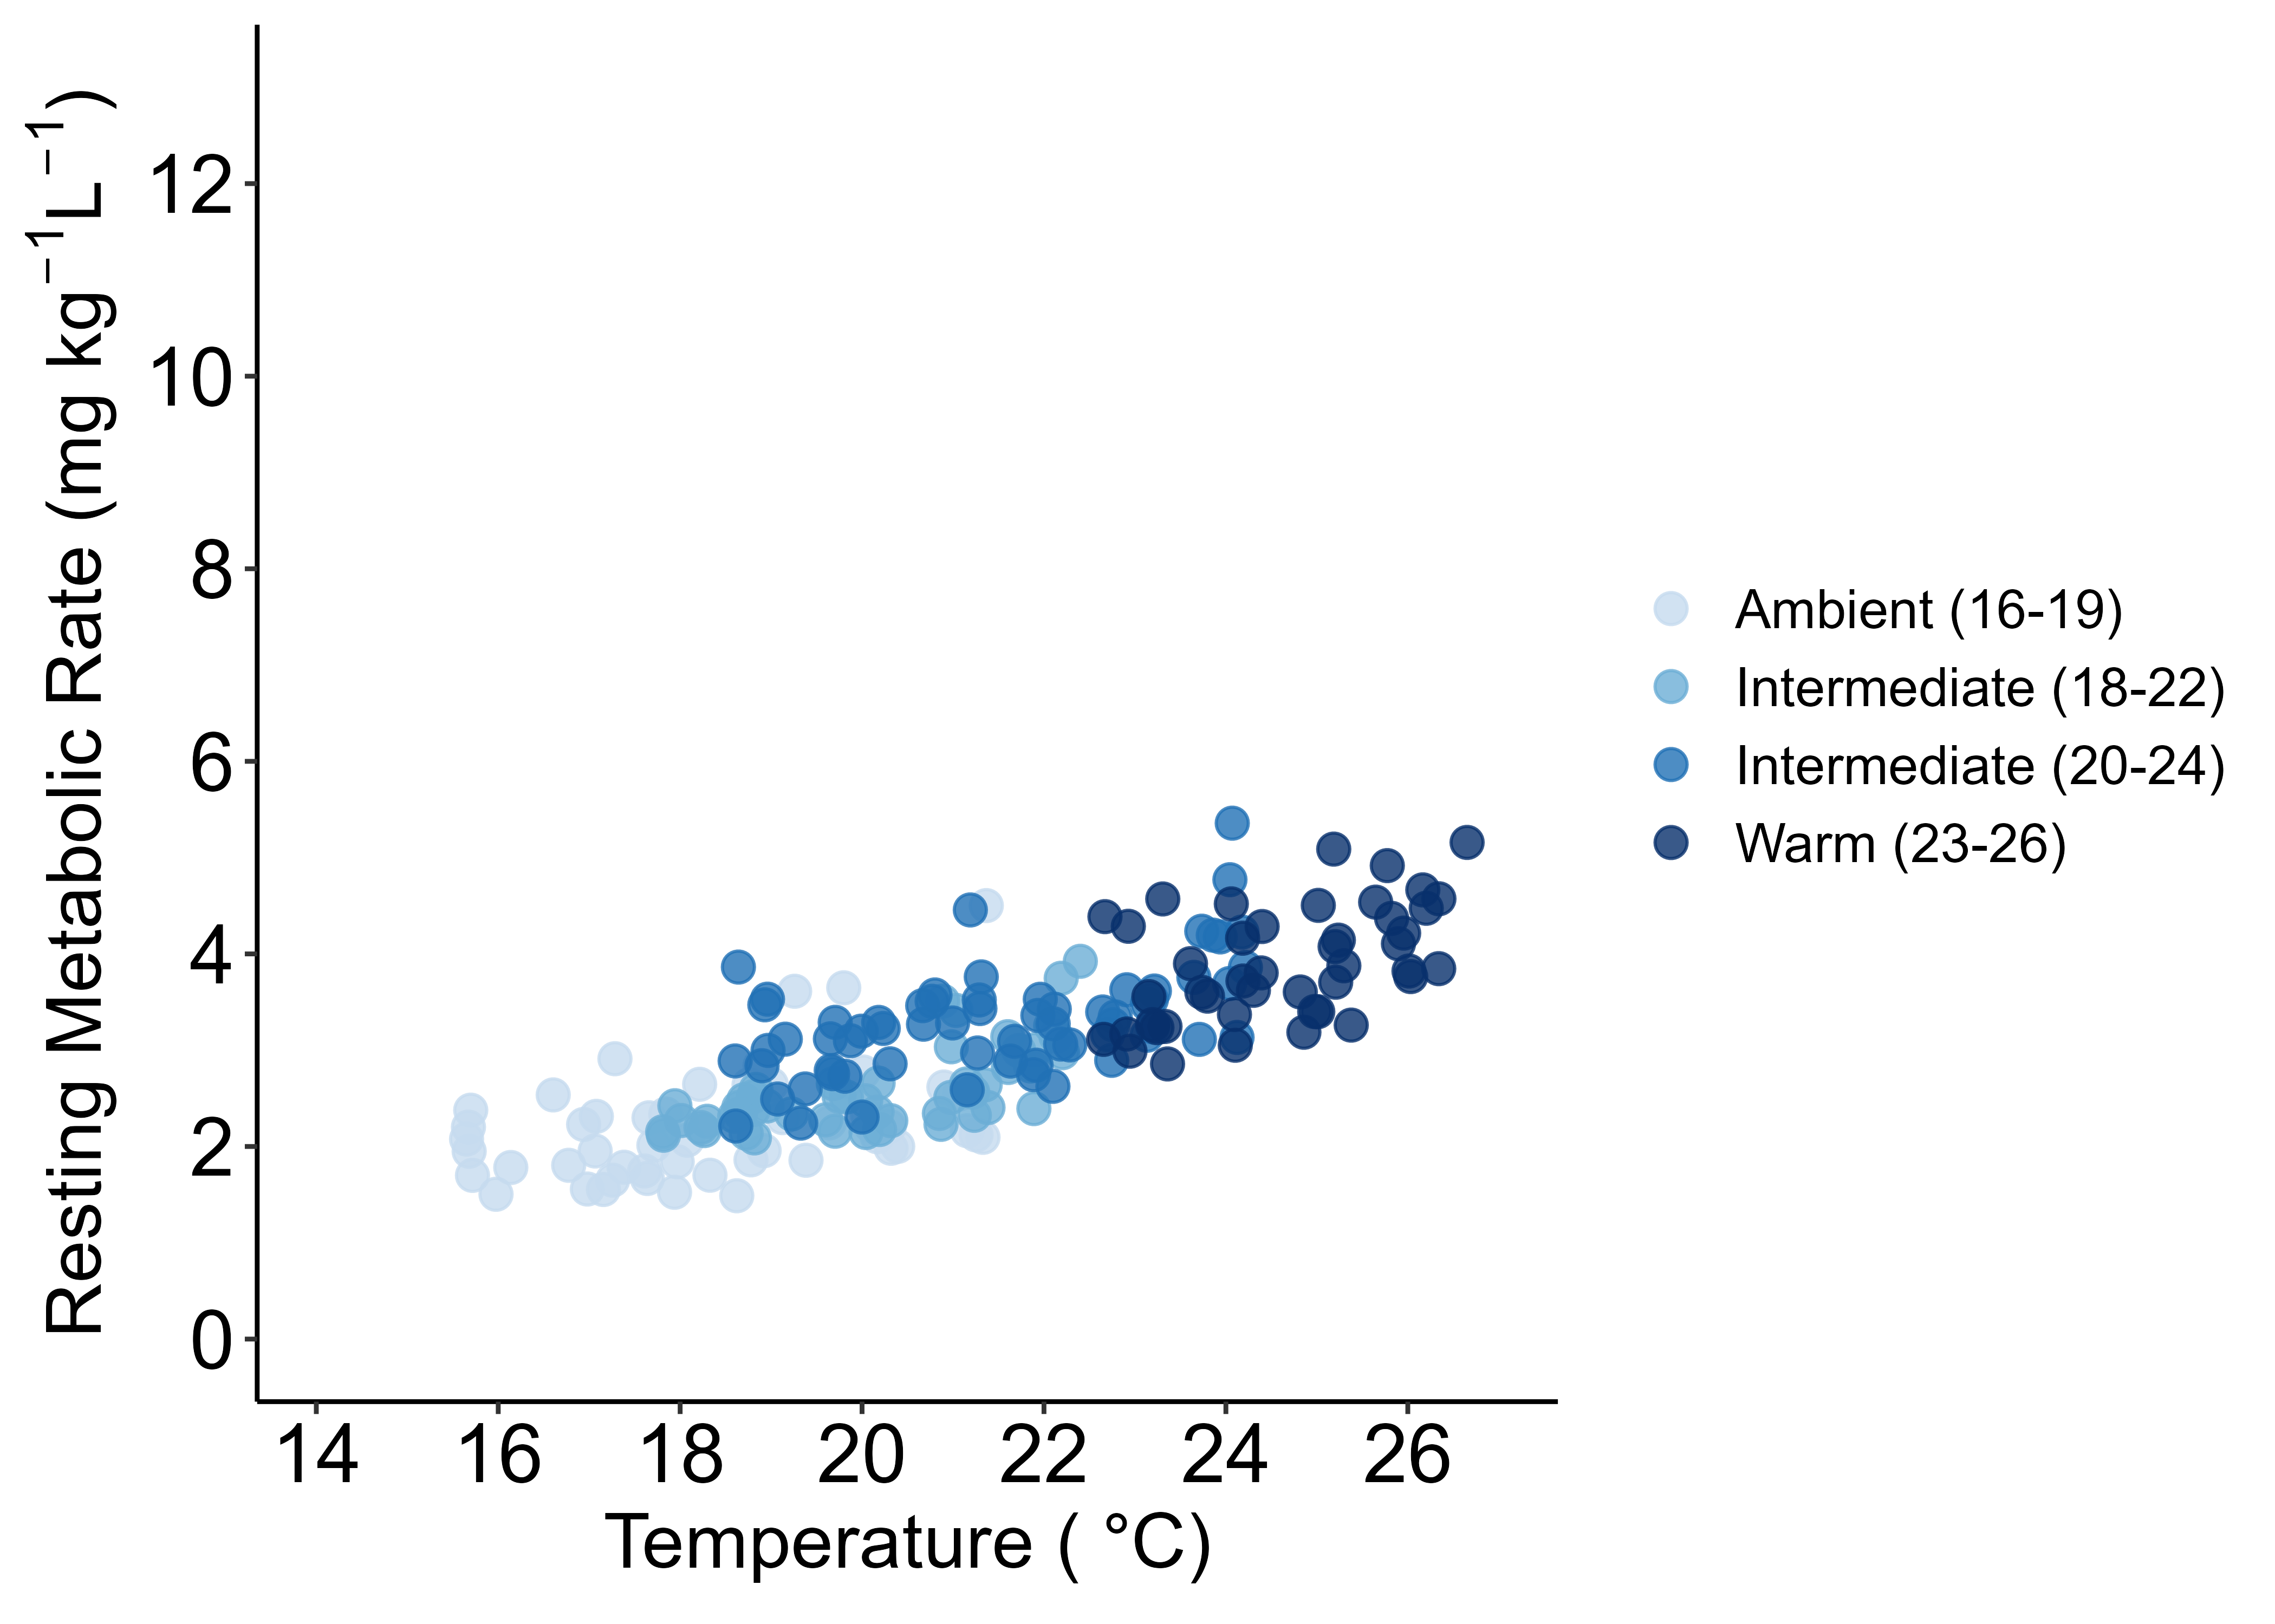 Resting Metabolic Rate (mg kg⁻¹L⁻¹)
12
10
8
6
4
2
0
14 16 18 20 22 24 26
Temperature ( °C)
Ambient (16-19)
Intermediate (18-22)
Intermediate (20-24)
Warm (23-26)